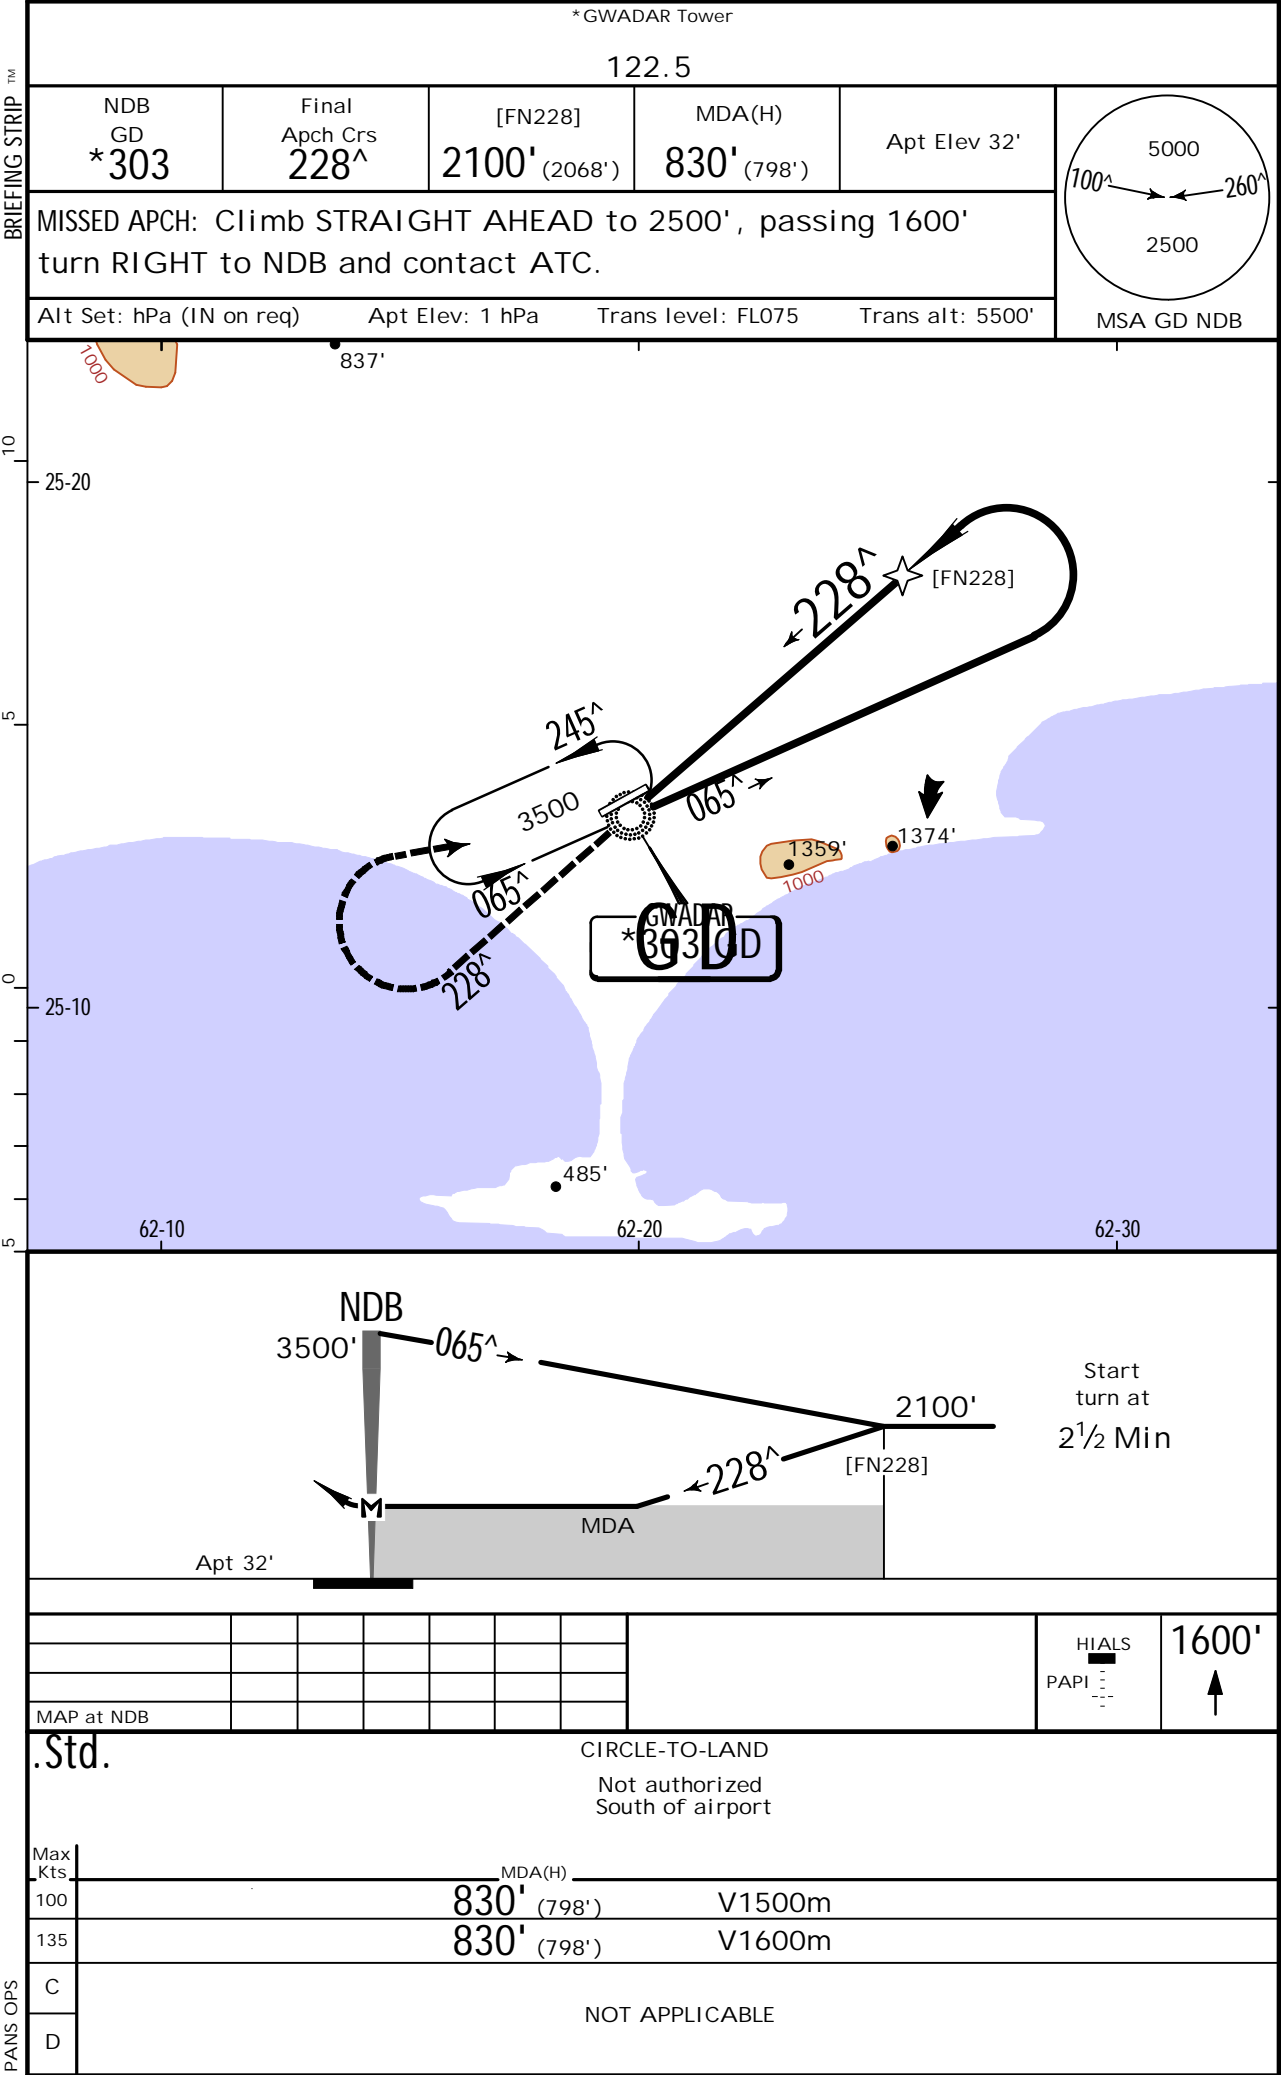 *GWADAR Tower
122.5
BRIEFING STRIP TM
NDB
GD
*303
Final
Apch Crs
228^
[FN228]
2100' (2068')
MDA(H)
830' (798')
Apt Elev 32'
5000
100^
260^
2500
MSA GD NDB
MISSED APCH: Climb STRAIGHT AHEAD to 2500', passing 1600'
turn RIGHT to NDB and contact ATC.
Alt Set: hPa (IN on req) Apt Elev: 1 hPa Trans level: FL075 Trans alt: 5500'
1000
837'
10
25-20
228^
[FN228]
5
245^
3500
065^
065^
1359'
1374'
1000
GWADAR
*303 GD
GD
228^
0
25-10
485'
5
62-10
62-20
62-30
NDB
3500'
065^
2100'
Start
turn at
2½ Min
228^
[FN228]
M
MDA
Apt 32'
HIALS
PAPI
1600'
MAP at NDB
.Std.
CIRCLE-TO-LAND
Not authorized
South of airport
Max
Kts
MDA(H)
100
830' (798')
V1500m
135
830' (798')
V1600m
C
D
NOT APPLICABLE
PANS OPS